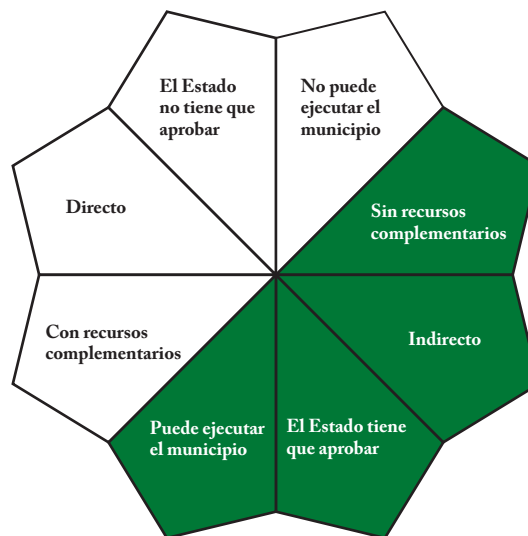 El Estado
no tiene que
aprobar
No puede
ejecutar el
municipio
Directo
Sin recursos
complementarios
Con recursos
complementarios
Indirecto
Puede ejecutar
el municipio
El Estado tiene
que aprobar